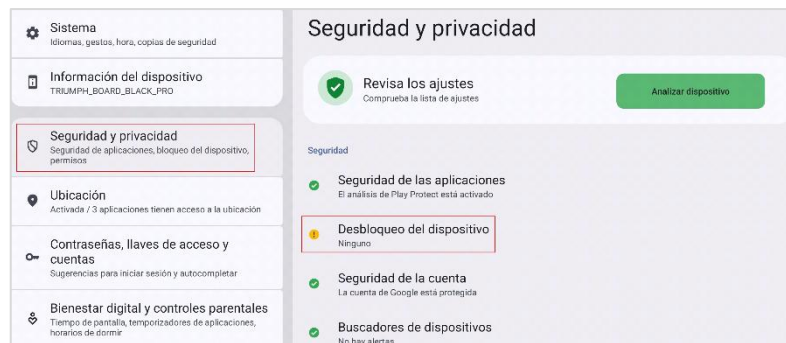 Sistema
Idiomas, gestos, hora, copias de seguridad
Información del dispositivo
TRIUMPH_BOARD_BLACK_PRO
Seguridad y privacidad
Seguridad de aplicaciones, bloqueo del dispositivo,
permisos
Ubicación
Activada / 3 aplicaciones tienen acceso a la ubicación
Contraseñas, llaves de acceso y
cuentas
Sugerencias para iniciar sesión y autocompletar
Bienestar digital y controles parentales
Tiempo de pantalla, temporizadores de aplicaciones,
horarios de dormir
Seguridad y privacidad
Revisa los ajustes
Comprueba la lista de ajustes
Analizar dispositivo
Seguridad
Seguridad de las aplicaciones
El análisis de Play Protect está activado
Desbloqueo del dispositivo
Ninguno
Seguridad de la cuenta
La cuenta de Google está protegida
Buscadores de dispositivos
No hay alertas